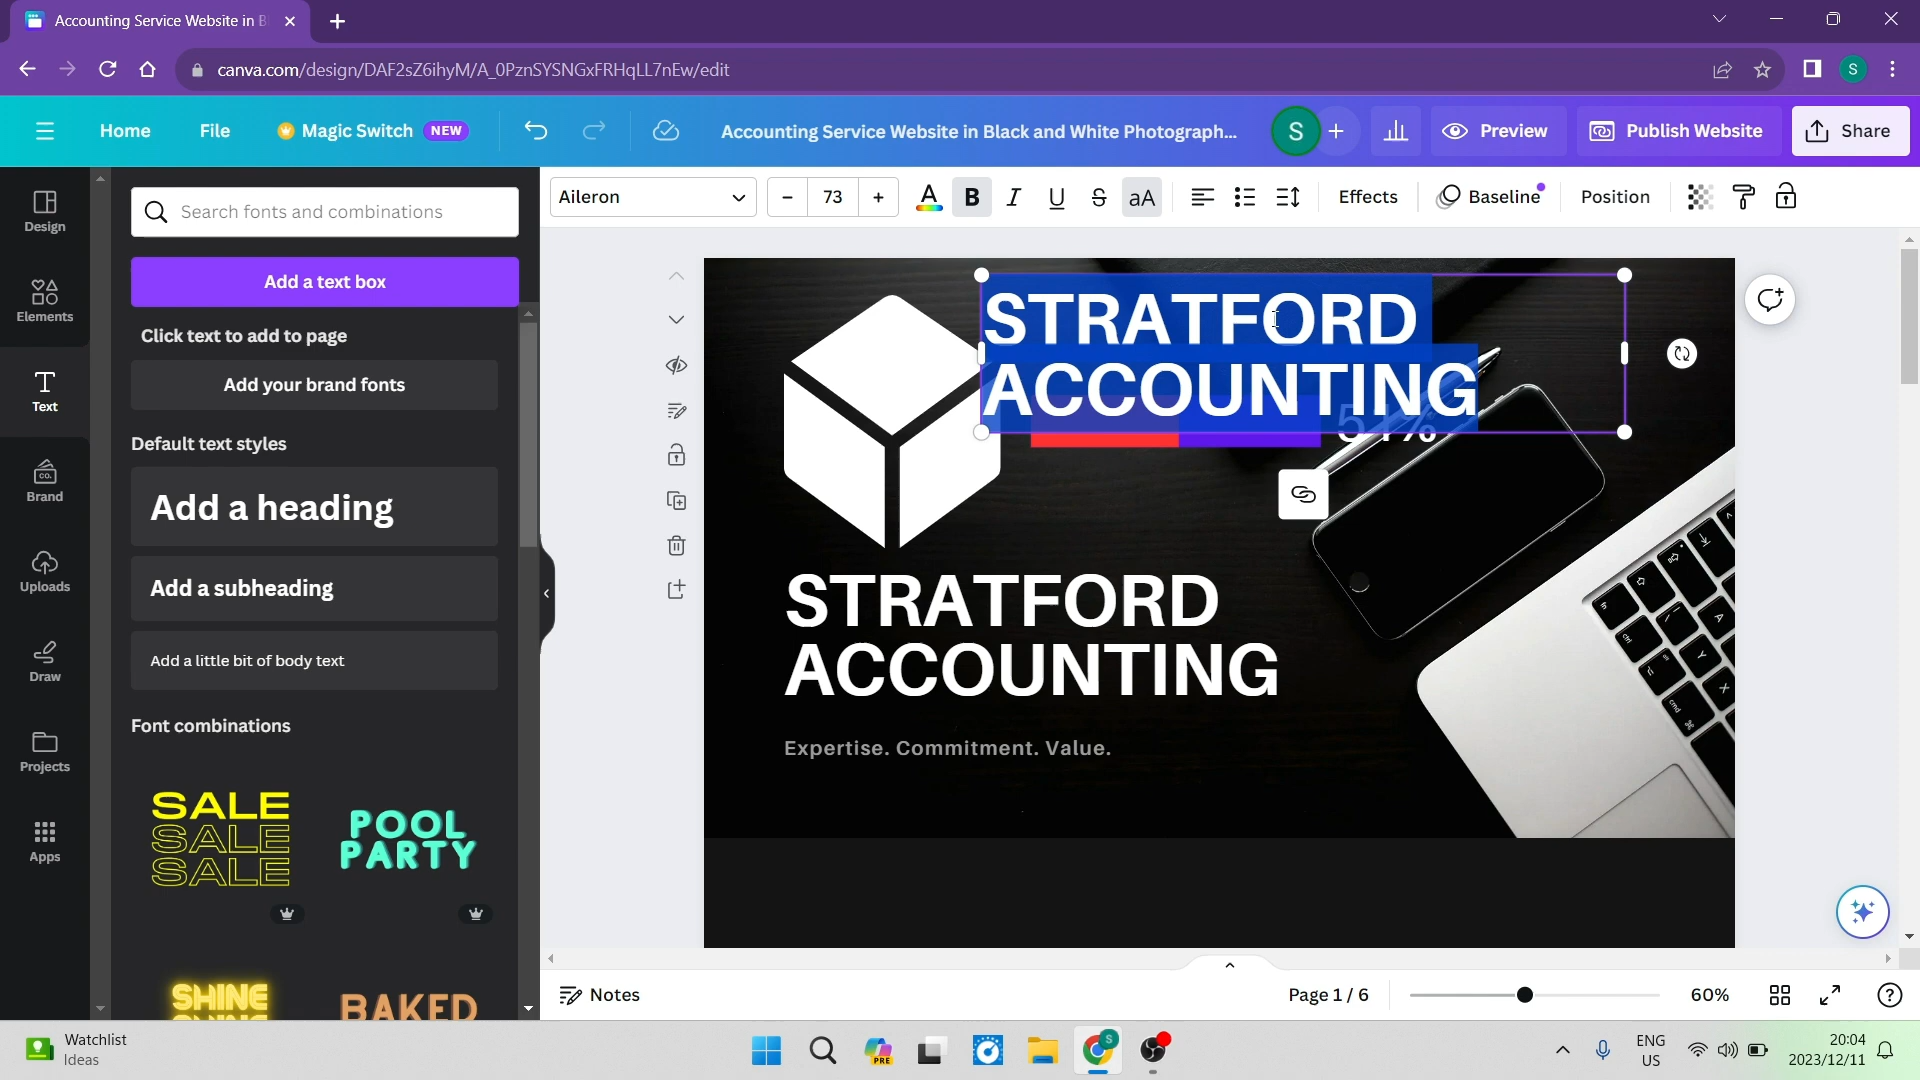 Accounting Service Website in B
canva.com/design/DAF2sZ6ihyM/A_0PznSYSNGxFRHqLL7nEw/edit
S
Home
File
Magic Switch NEW
Accounting Service Website in Black and White Photograph...
S
Preview
Publish Website
Share
Design
Elements
Text
Brand
Uploads
Draw
Projects
Apps
Search fonts and combinations
Add a text box
Click text to add to page
Add your brand fonts
Default text styles
Add a heading
Add a subheading
Add a little bit of body text
Font combinations
SALE
SALE
SALE
POOL
PARTY
SHINE
BAKED
Aileron
73
B
aA
Effects
Baseline
Position
STRATFORD
ACCOUNTING
51%
STRATFORD
ACCOUNTING
Expertise. Commitment. Value.
Notes
Page 1 / 6
60%
Watchlist
Ideas
PRE
ENG
US
20:04
2023/12/11